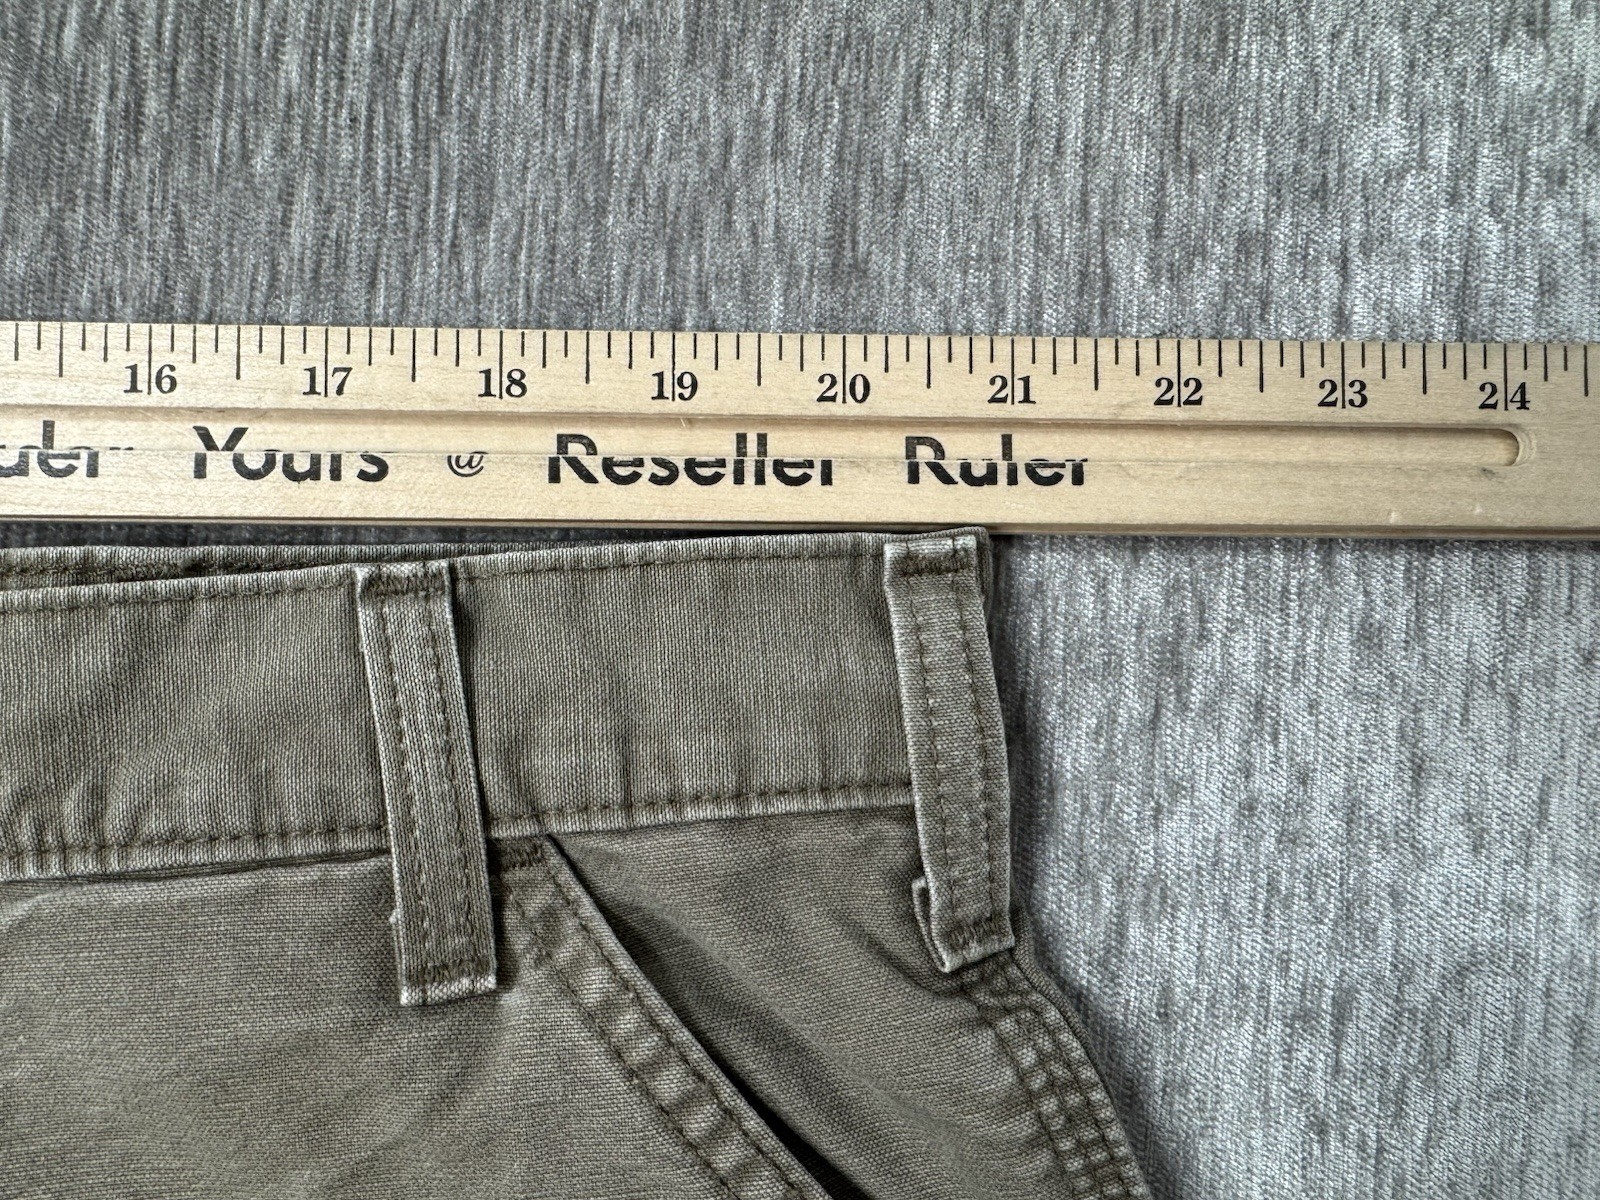 16 17 18 19 20 21 22 23 24
Yours @ Reseller Ruler